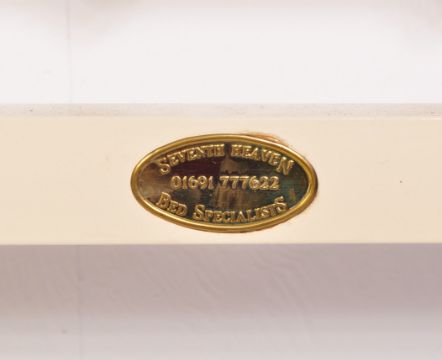 SEVENTH HEAVEN
01691 777622
BED SPECIALISTS